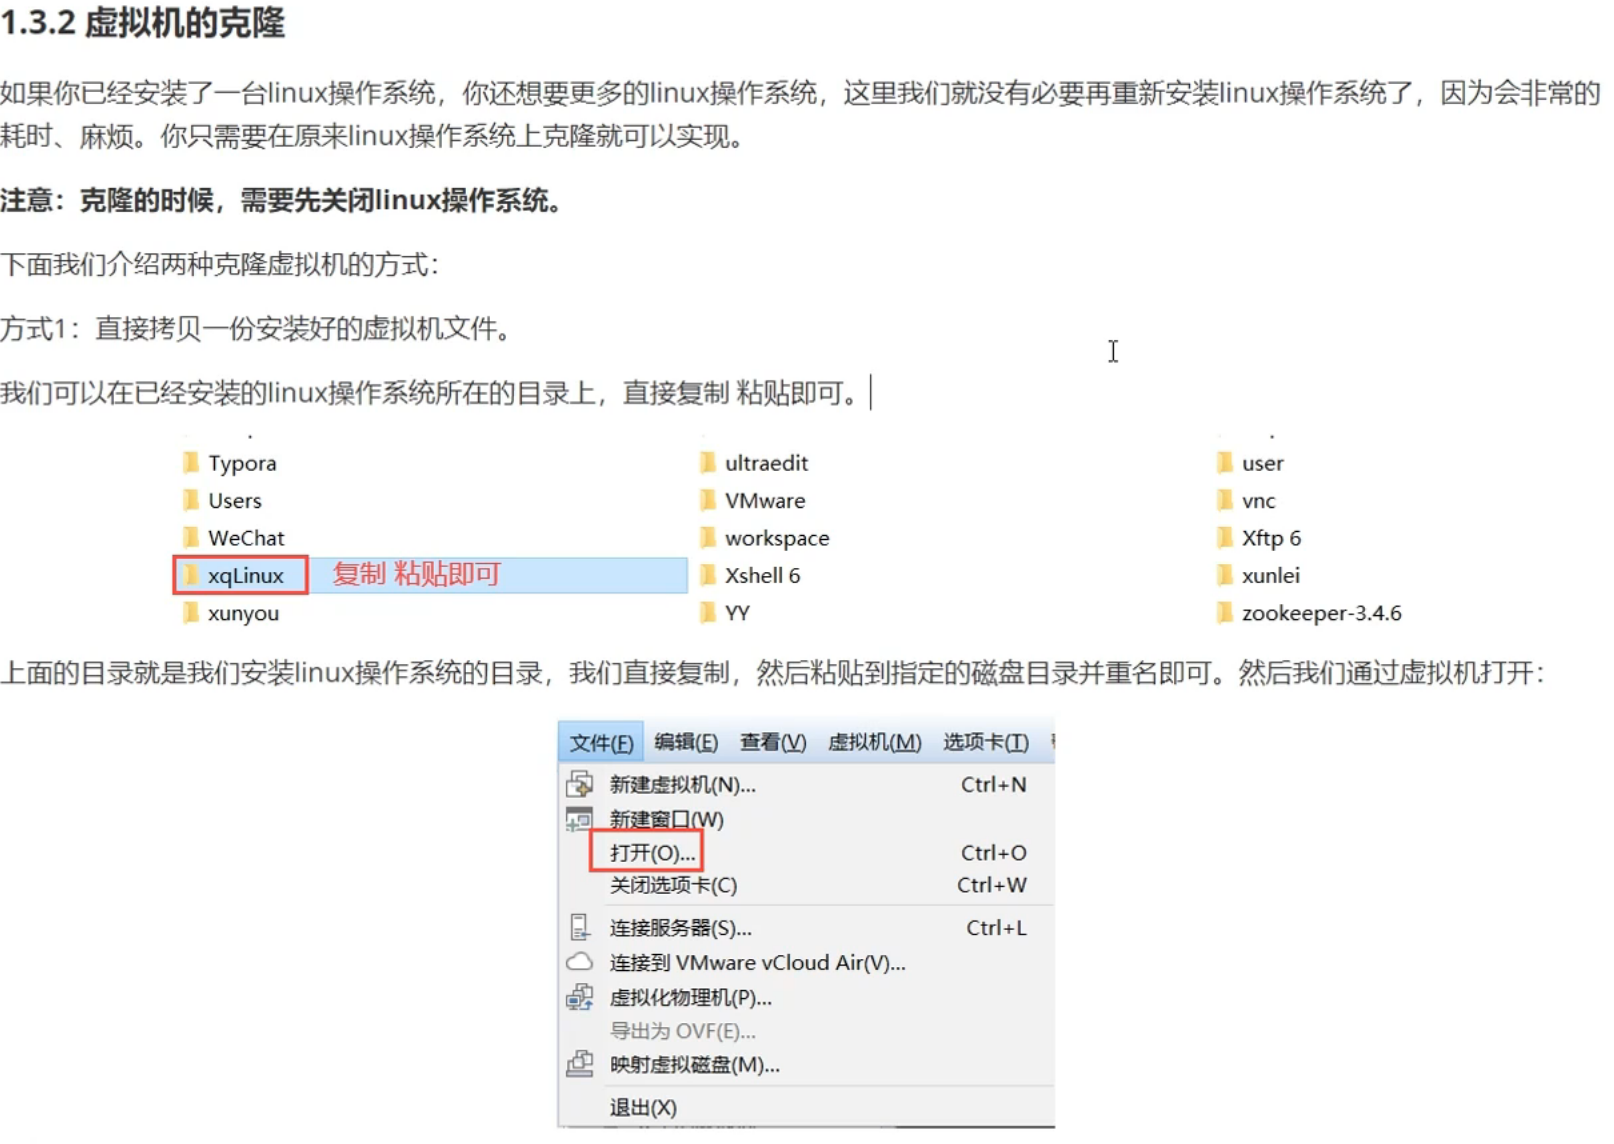 1.3.2 虚拟机的克隆
如果你已经安装了一台linux操作系统，你还想要更多的linux操作系统，这里我们就没有必要再重新安装linux操作系统了，因为会非常的
耗时、麻烦。你只需要在原来linux操作系统上克隆就可以实现。
注意：克隆的时候，需要先关闭linux操作系统。
下面我们介绍两种克隆虚拟机的方式：
方式1：直接拷贝一份安装好的虚拟机文件。
我们可以在已经安装的linux操作系统所在的目录上，直接复制 粘贴即可。
Typora ultraedit user
Users VMware vnc
WeChat workspace Xftp 6
xqLinux 复制 粘贴即可 Xshell 6 xunlei
xunyou YY zookeeper-3.4.6
上面的目录就是我们安装linux操作系统的目录，我们直接复制，然后粘贴到指定的磁盘目录并重名即可。然后我们通过虚拟机打开：
文件(F) 编辑(E) 查看(V) 虚拟机(M) 选项卡(T)
新建虚拟机(N)... Ctrl+N
新建窗口(W)
打开(O)... Ctrl+O
关闭选项卡(C) Ctrl+W
连接服务器(S)... Ctrl+L
连接到 VMware vCloud Air(V)...
虚拟化物理机(P)...
导出为 OVF(E)...
映射虚拟磁盘(M)...
退出(X)